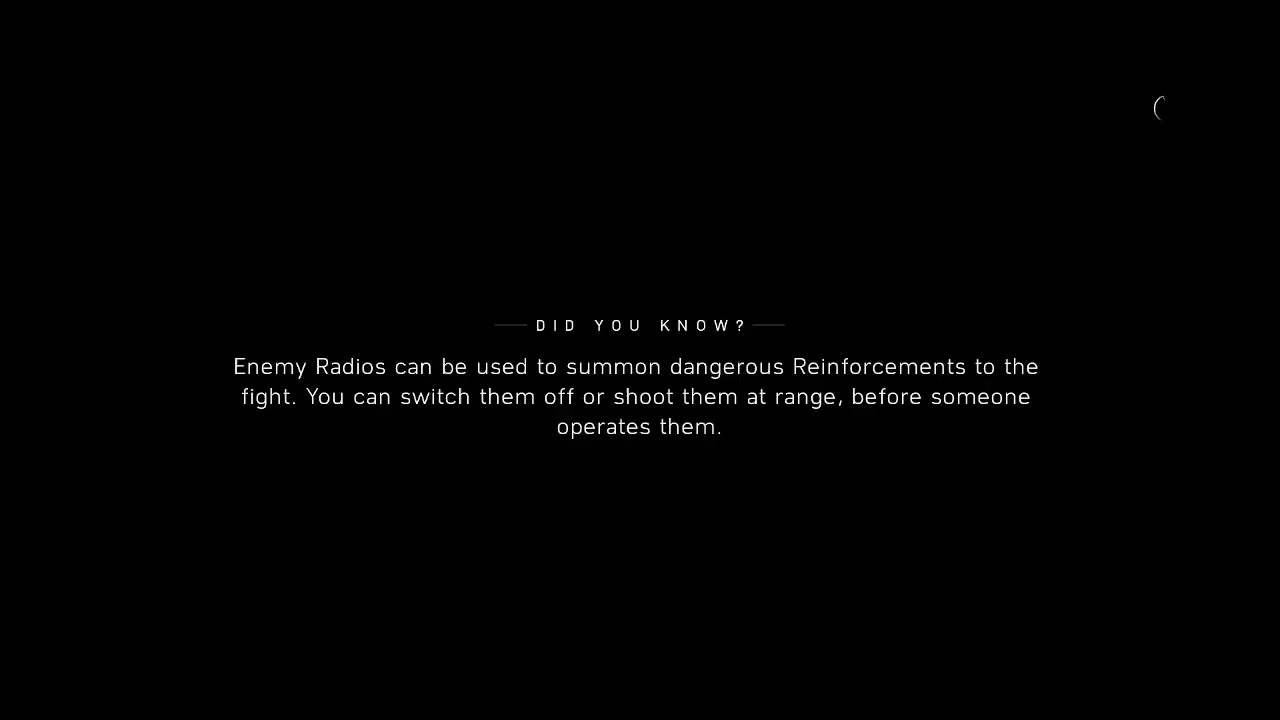 DID YOU KNOW?
Enemy Radios can be used to summon dangerous Reinforcements to the
fight. You can switch them off or shoot them at range, before someone
operates them.